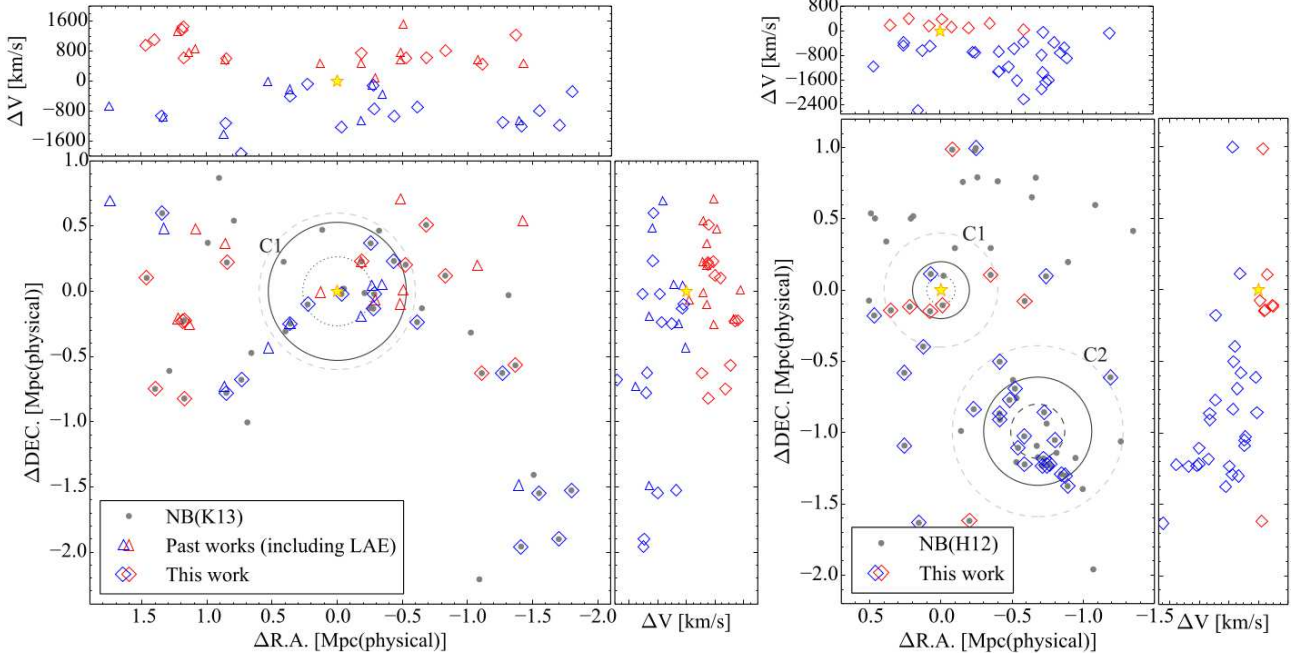 1600
800
0
−800
−1600
ΔV [km/s]
1.0
0.5
0.0
−0.5
−1.0
−1.5
−2.0
ΔDEC. [Mpc(physical)]
C1
NB(K13)
Past works (including LAE)
This work
1.5 1.0 0.5 0.0 −0.5 −1.0 −1.5 −2.0
ΔR.A. [Mpc(physical)]
ΔV [km/s]
800
0
−800
−1600
−2400
ΔV [km/s]
1.0
0.5
0.0
−0.5
−1.0
−1.5
−2.0
ΔDEC. [Mpc(physical)]
C1
C2
NB(H12)
This work
0.5 0.0 −0.5 −1.0 −1.5
ΔR.A. [Mpc(physical)]
ΔV [km/s]